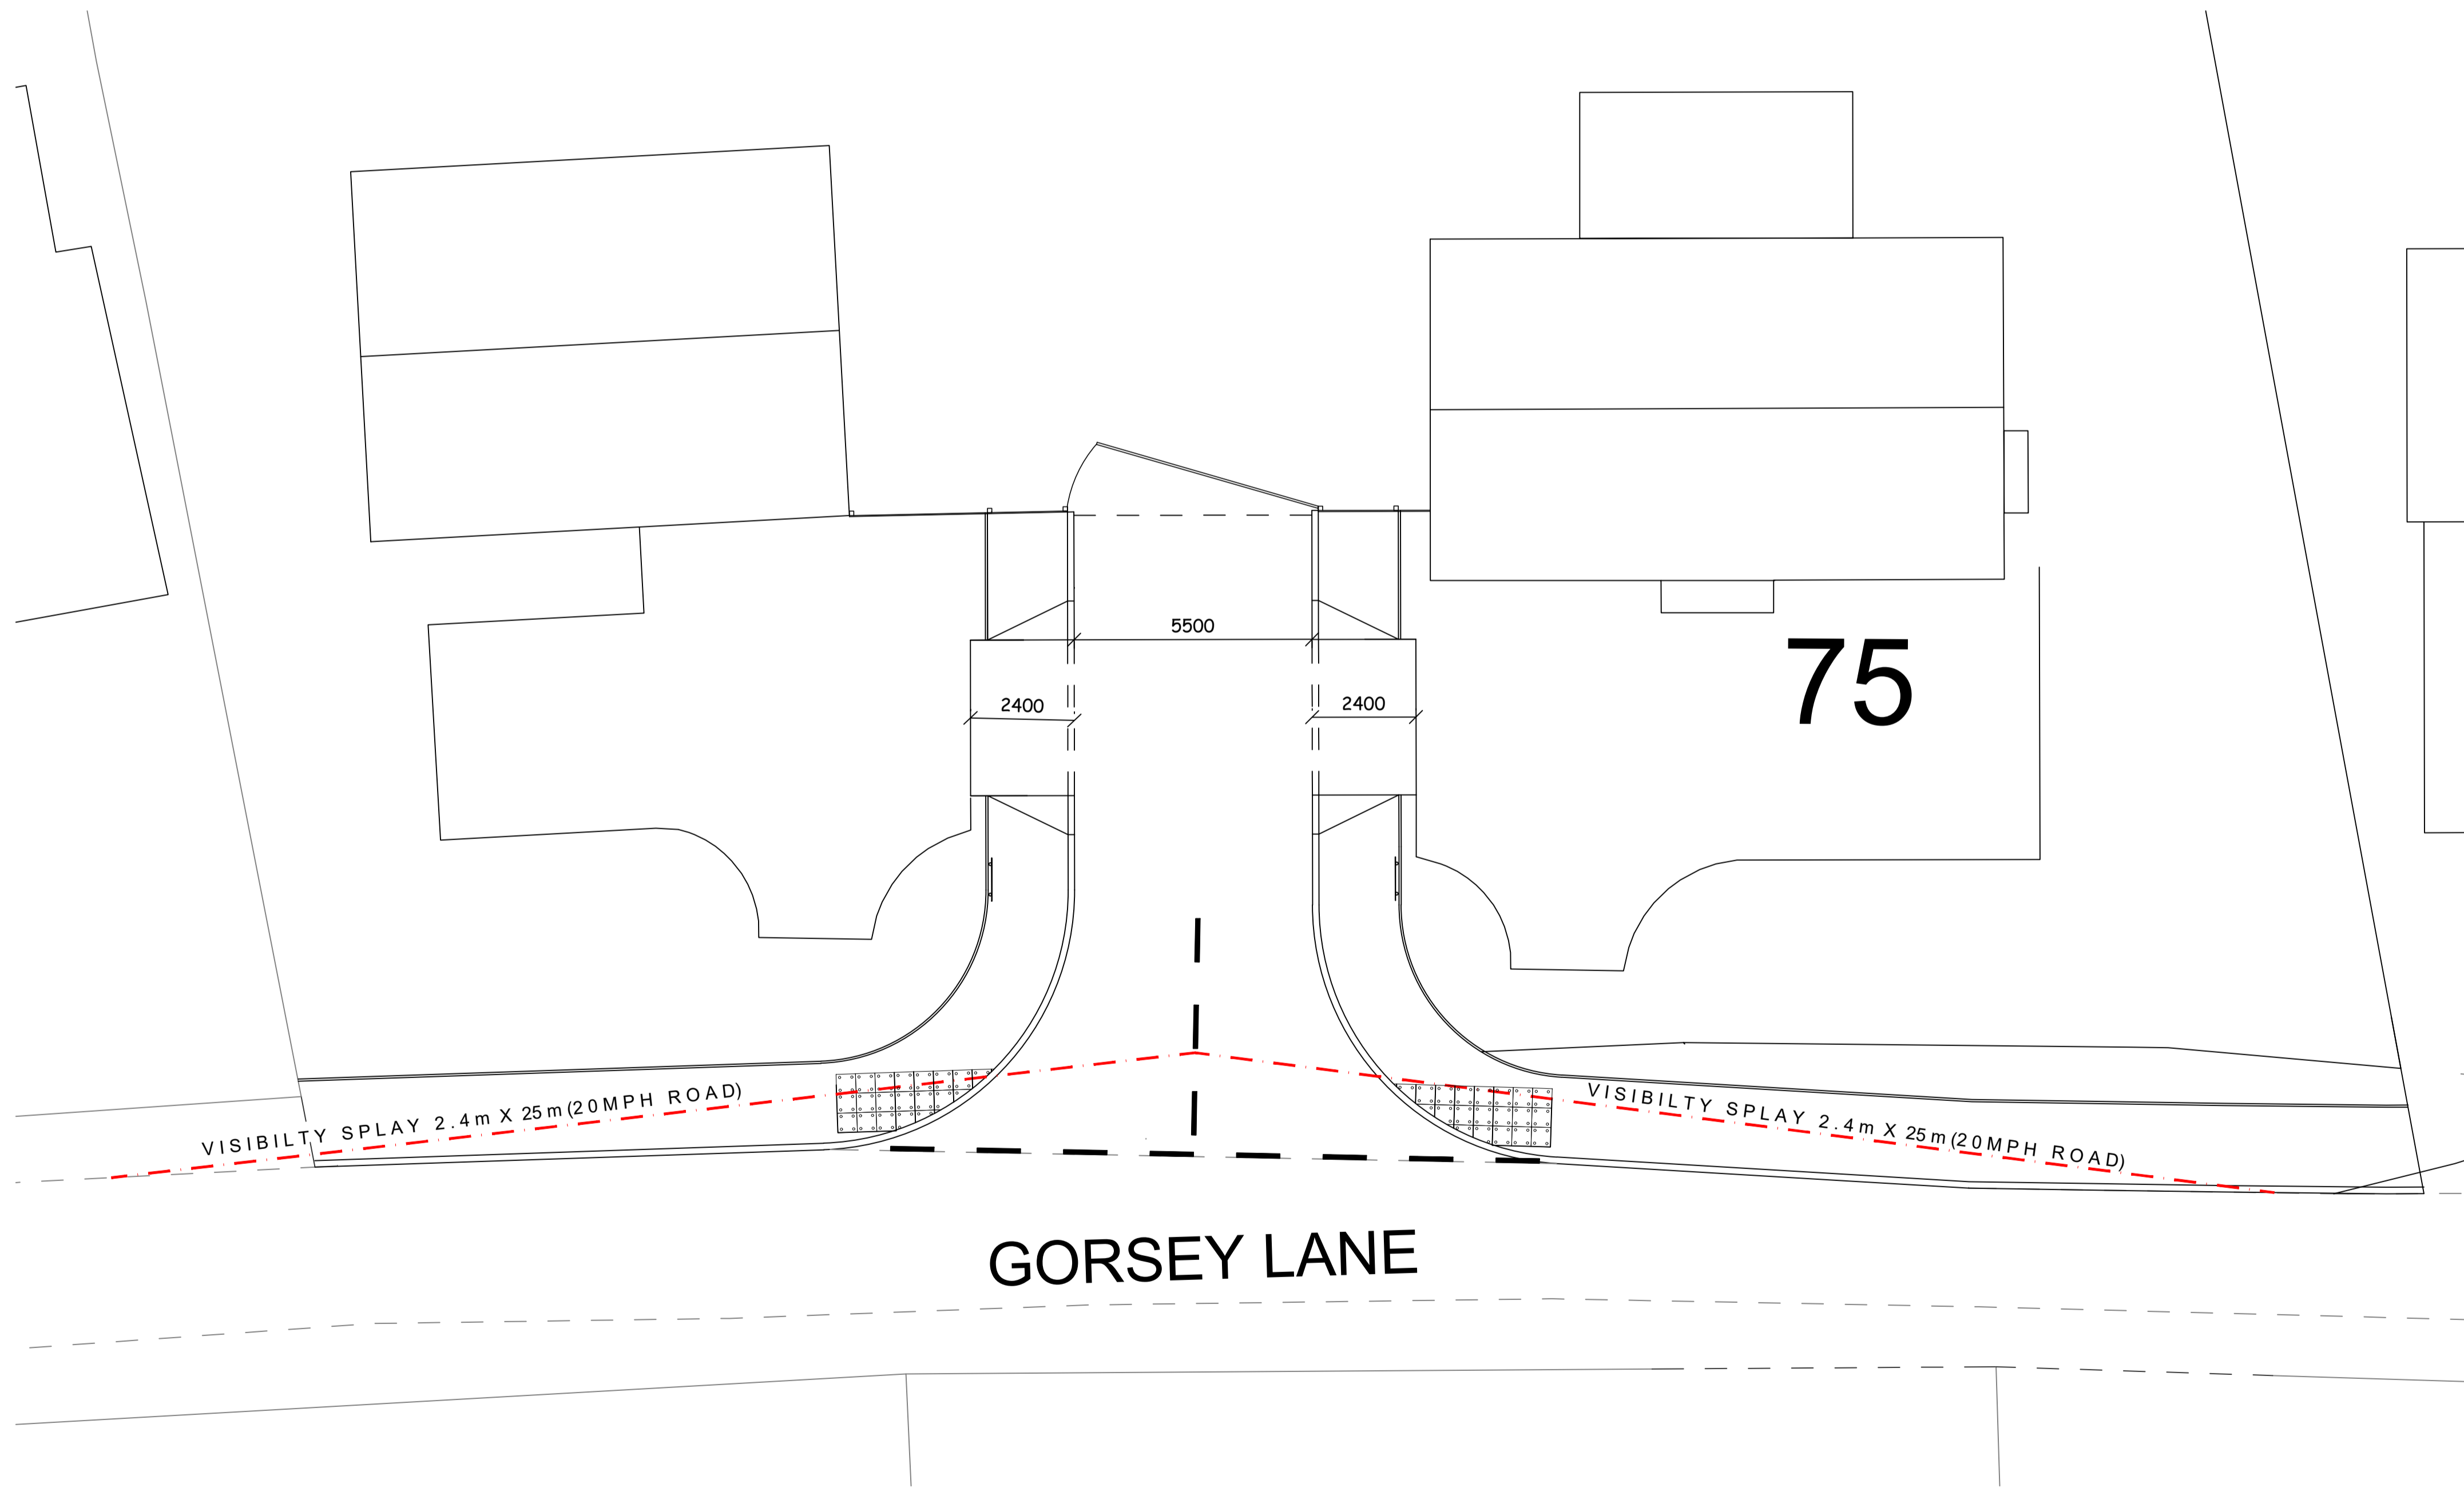 5500
2400
2400
75
VISIBILTY SPLAY 2.4m X 25m (20MPH ROAD)
VISIBILTY SPLAY 2.4m X 25m (20MPH ROAD)
GORSEY LANE